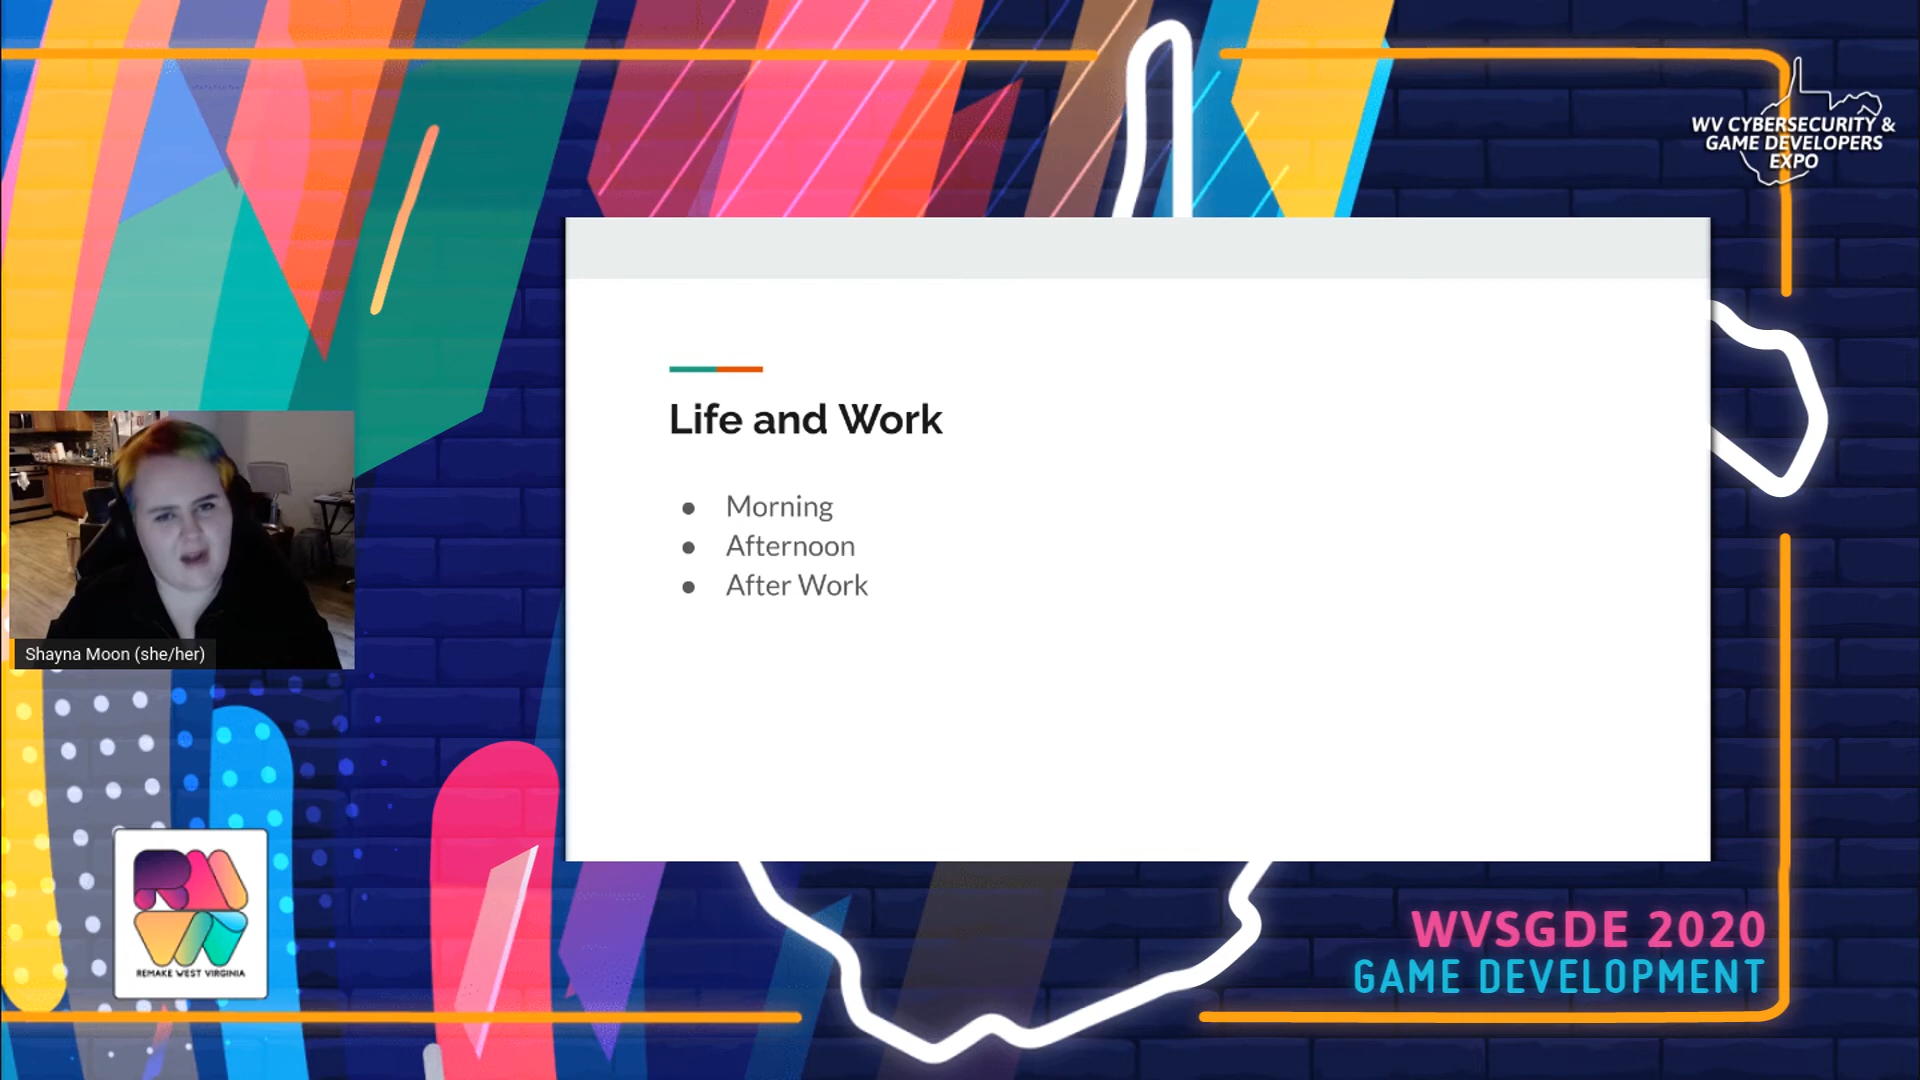 WV CYBERSECURITY &
GAME DEVELOPERS
EXPO
Life and Work
● Morning
● Afternoon
● After Work
Shayna Moon (she/her)
REMAKE WEST VIRGINIA
WVSGDE 2020
GAME DEVELOPMENT